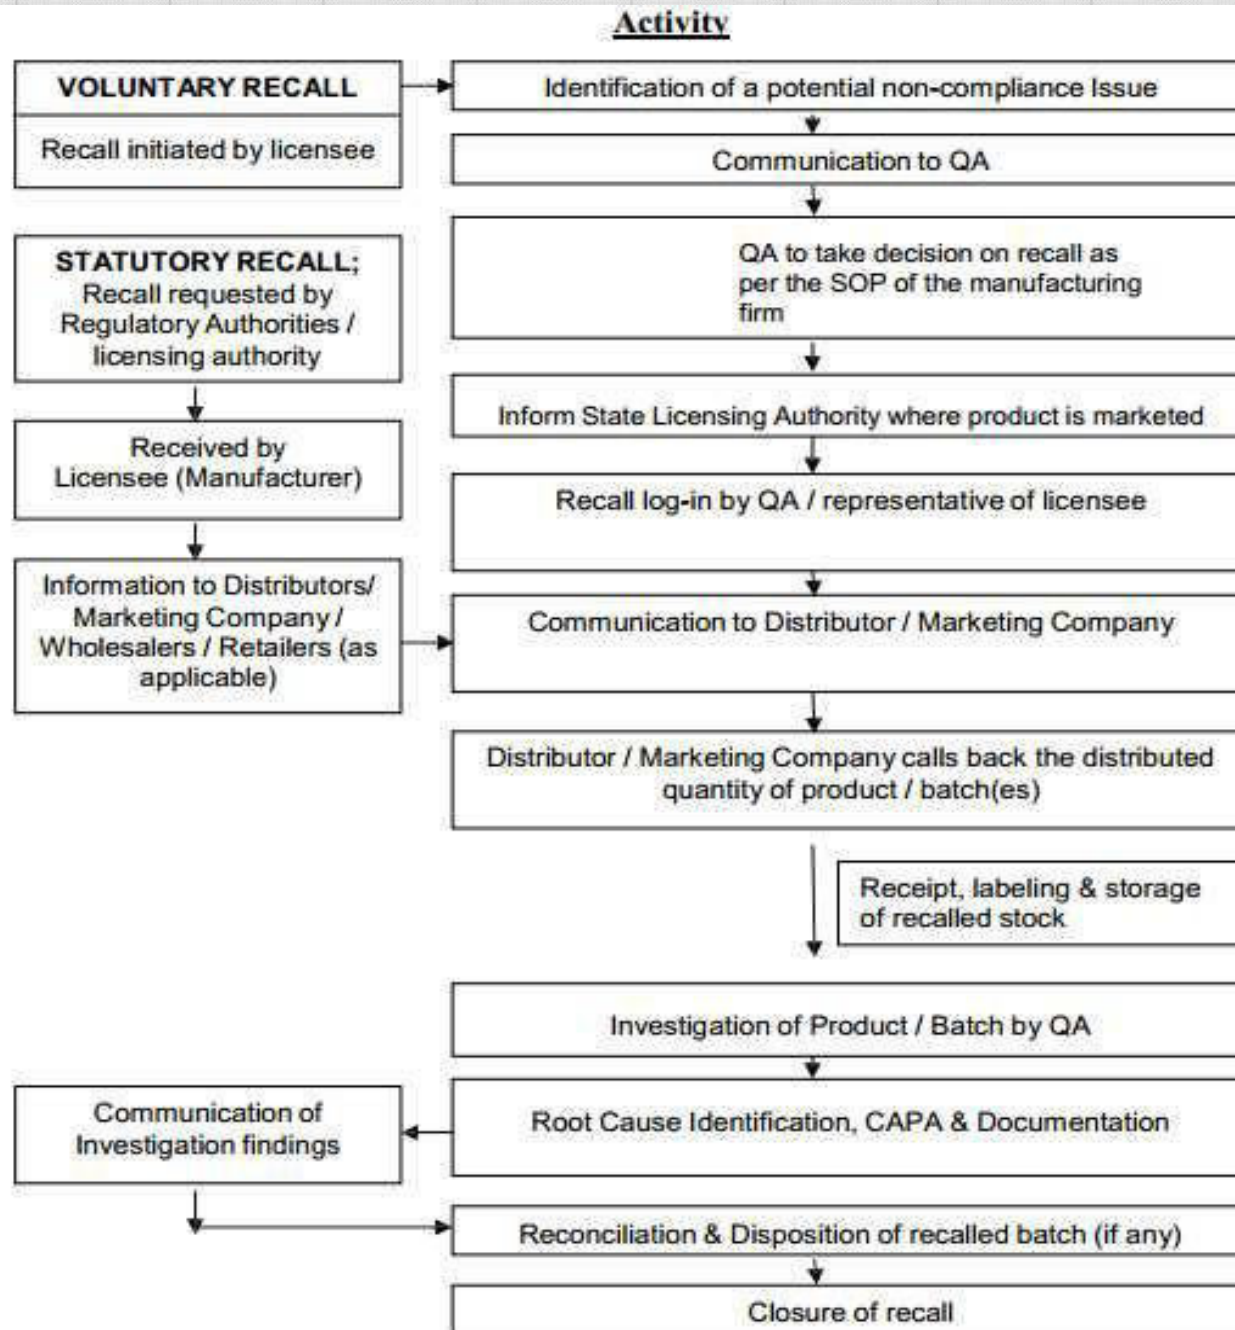 Activity
VOLUNTARY RECALL
Recall initiated by licensee
Identification of a potential non-compliance Issue
Communication to QA
STATUTORY RECALL;
Recall requested by
Regulatory Authorities /
licensing authority
QA to take decision on recall as
per the SOP of the manufacturing
firm
Inform State Licensing Authority where product is marketed
Received by
Licensee (Manufacturer)
Recall log-in by QA / representative of licensee
Information to Distributors/
Marketing Company /
Wholesalers / Retailers (as
applicable)
Communication to Distributor / Marketing Company
Distributor / Marketing Company calls back the distributed
quantity of product / batch(es)
Receipt, labeling & storage
of recalled stock
Investigation of Product / Batch by QA
Root Cause Identification, CAPA & Documentation
Communication of
Investigation findings
Reconciliation & Disposition of recalled batch (if any)
Closure of recall